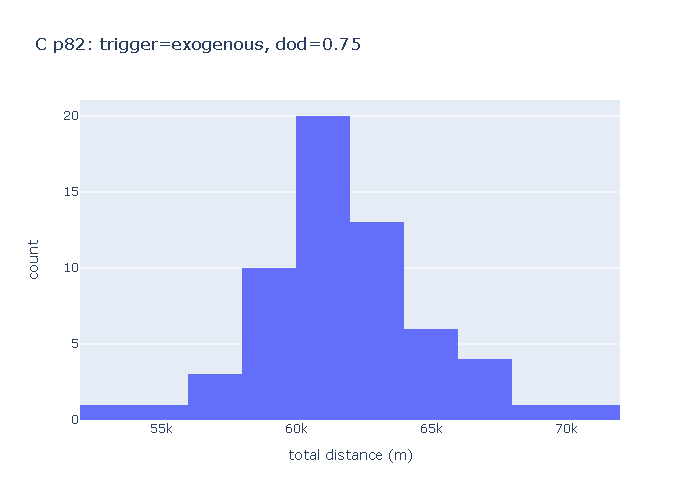 C p82: trigger=exogenous, dod=0.75
20
15
10
5
0
count
55k
60k
65k
70k
total distance (m)